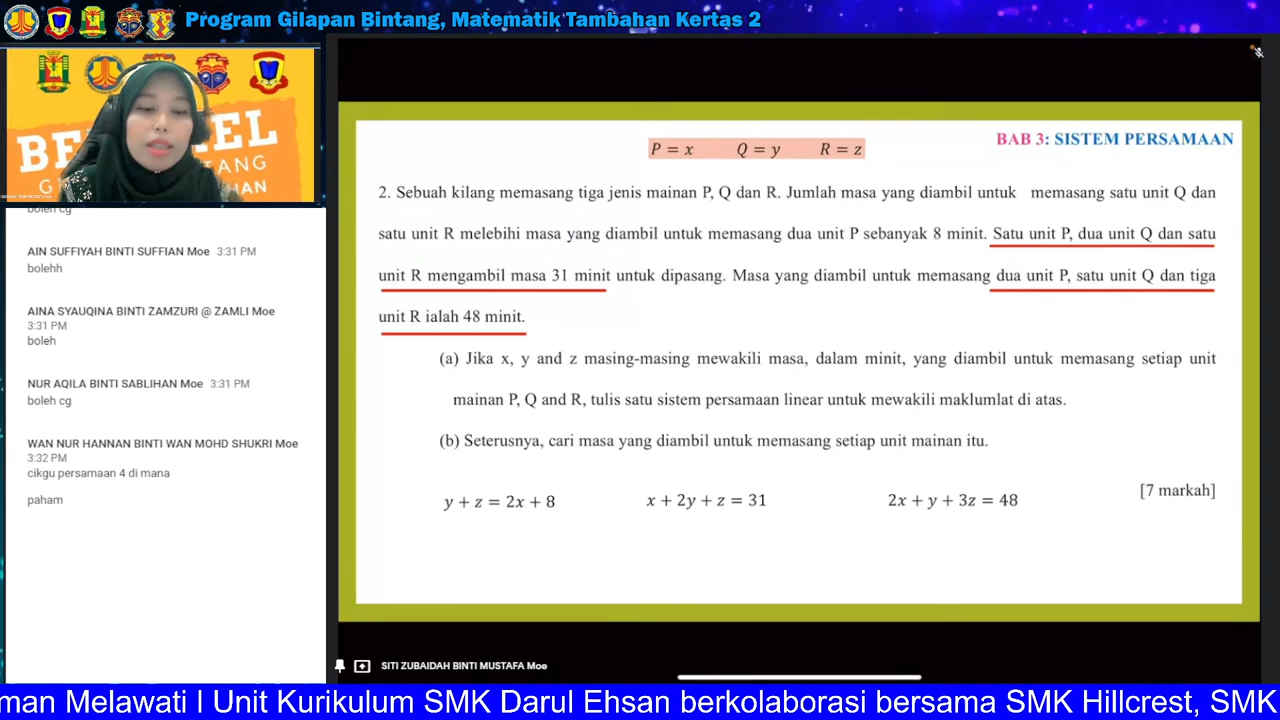 Program Gilapan Bintang, Matematik Tambahan Kertas 2
boleh cg
AIN SUFFIYAH BINTI SUFFIAN Moe 3:31 PM
bolehh
AINA SYAUQINA BINTI ZAMZURI @ ZAMLI Moe
3:31 PM
boleh
NUR AQILA BINTI SABLIHAN Moe 3:31 PM
boleh cg
WAN NUR HANNAN BINTI WAN MOHD SHUKRI Moe
3:32 PM
cikgu persamaan 4 di mana
paham
P = x Q = y R = z
BAB 3: SISTEM PERSAMAAN
2. Sebuah kilang memasang tiga jenis mainan P, Q dan R. Jumlah masa yang diambil untuk memasang satu unit Q dan
satu unit R melebihi masa yang diambil untuk memasang dua unit P sebanyak 8 minit. Satu unit P, dua unit Q dan satu
unit R mengambil masa 31 minit untuk dipasang. Masa yang diambil untuk memasang dua unit P, satu unit Q dan tiga
unit R ialah 48 minit.
(a) Jika x, y and z masing-masing mewakili masa, dalam minit, yang diambil untuk memasang setiap unit
mainan P, Q and R, tulis satu sistem persamaan linear untuk mewakili maklumat di atas.
(b) Seterusnya, cari masa yang diambil untuk memasang setiap unit mainan itu.
[7 markah]
y + z = 2x + 8 x + 2y + z = 31 2x + y + 3z = 48
SITI ZUBAIDAH BINTI MUSTAFA Moe
man Melawati l Unit Kurikulum SMK Darul Ehsan berkolaborasi bersama SMK Hillcrest, SMK